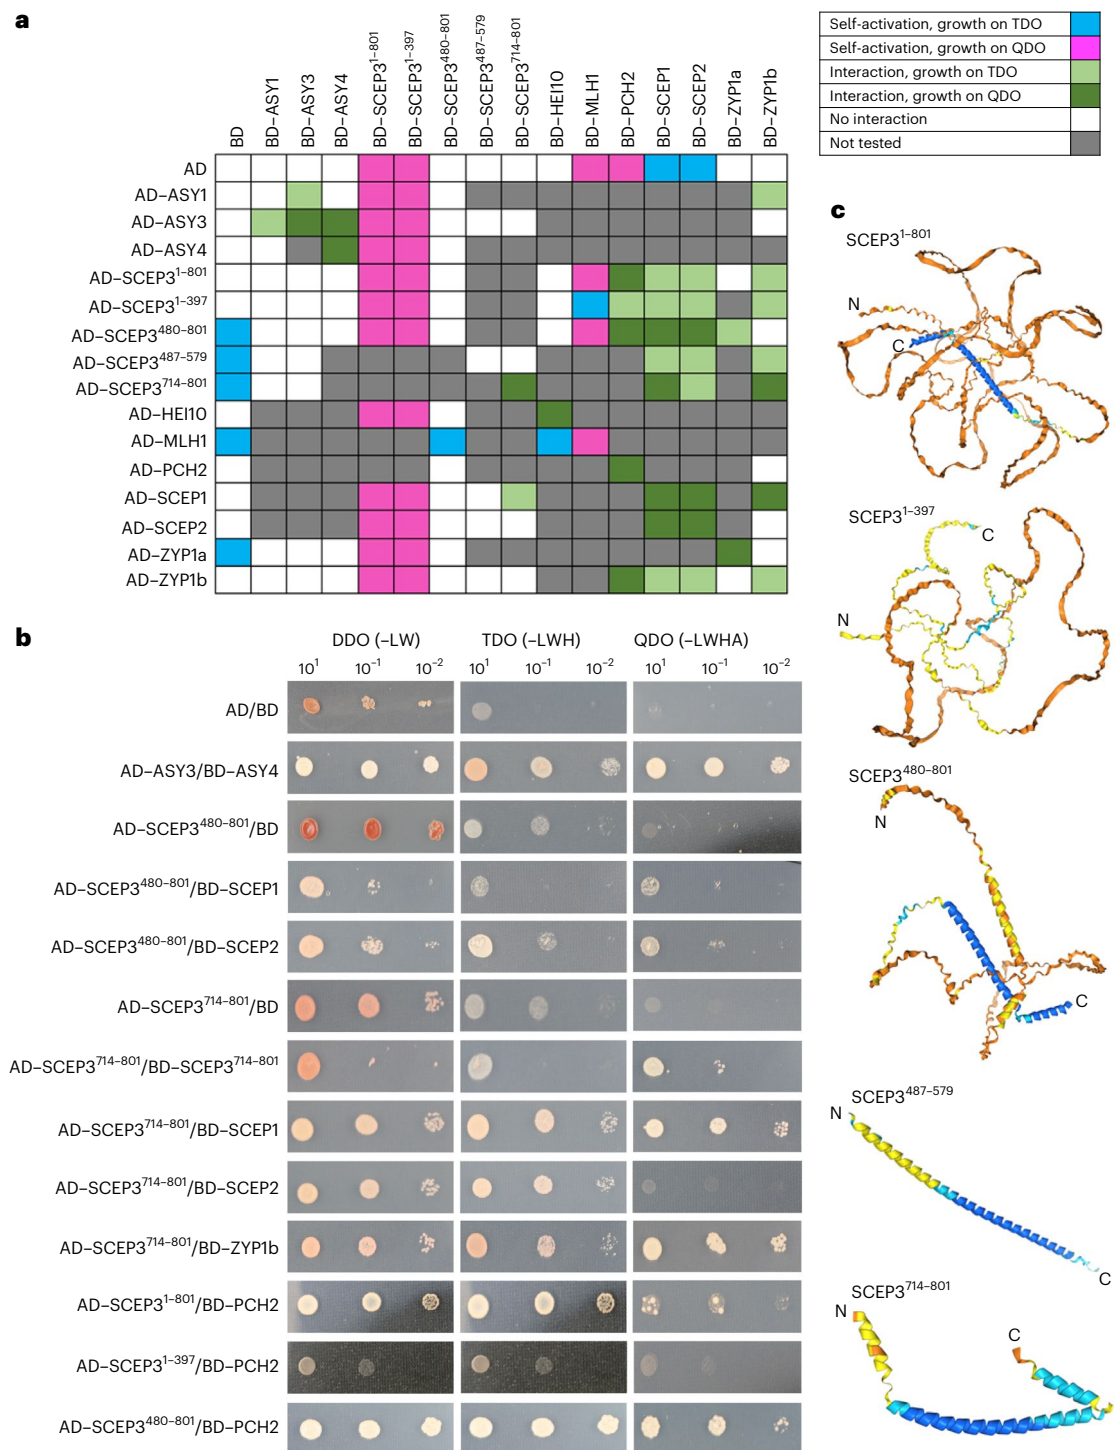 a
BD
BD–ASY1
BD–ASY3
BD–ASY4
BD–SCEP3¹⁻⁸⁰¹
BD–SCEP3¹⁻³⁹⁷
BD–SCEP3⁴⁸⁰⁻⁸⁰¹
BD–SCEP3⁴⁸⁷⁻⁵⁷⁹
BD–SCEP3⁷¹⁴⁻⁸⁰¹
BD–HEI10
BD–MLH1
BD–PCH2
BD–SCEP1
BD–SCEP2
BD–ZYP1a
BD–ZYP1b
AD
AD–ASY1
AD–ASY3
AD–ASY4
AD–SCEP3¹⁻⁸⁰¹
AD–SCEP3¹⁻³⁹⁷
AD–SCEP3⁴⁸⁰⁻⁸⁰¹
AD–SCEP3⁴⁸⁷⁻⁵⁷⁹
AD–SCEP3⁷¹⁴⁻⁸⁰¹
AD–HEI10
AD–MLH1
AD–PCH2
AD–SCEP1
AD–SCEP2
AD–ZYP1a
AD–ZYP1b
Self-activation, growth on TDO
Self-activation, growth on QDO
Interaction, growth on TDO
Interaction, growth on QDO
No interaction
Not tested
b
DDO (–LW) TDO (–LWH) QDO (–LWHA)
10¹ 10⁻¹ 10⁻² 10¹ 10⁻¹ 10⁻² 10¹ 10⁻¹ 10⁻²
AD/BD
AD–ASY3/BD–ASY4
AD–SCEP3⁴⁸⁰⁻⁸⁰¹/BD
AD–SCEP3⁴⁸⁰⁻⁸⁰¹/BD–SCEP1
AD–SCEP3⁴⁸⁰⁻⁸⁰¹/BD–SCEP2
AD–SCEP3⁷¹⁴⁻⁸⁰¹/BD
AD–SCEP3⁷¹⁴⁻⁸⁰¹/BD–SCEP3⁷¹⁴⁻⁸⁰¹
AD–SCEP3⁷¹⁴⁻⁸⁰¹/BD–SCEP1
AD–SCEP3⁷¹⁴⁻⁸⁰¹/BD–SCEP2
AD–SCEP3⁷¹⁴⁻⁸⁰¹/BD–ZYP1b
AD–SCEP3¹⁻⁸⁰¹/BD–PCH2
AD–SCEP3¹⁻³⁹⁷/BD–PCH2
AD–SCEP3⁴⁸⁰⁻⁸⁰¹/BD–PCH2
c
SCEP3¹⁻⁸⁰¹
N
C
SCEP3¹⁻³⁹⁷
C
N
SCEP3⁴⁸⁰⁻⁸⁰¹
N
C
SCEP3⁴⁸⁷⁻⁵⁷⁹
N
C
SCEP3⁷¹⁴⁻⁸⁰¹
N
C